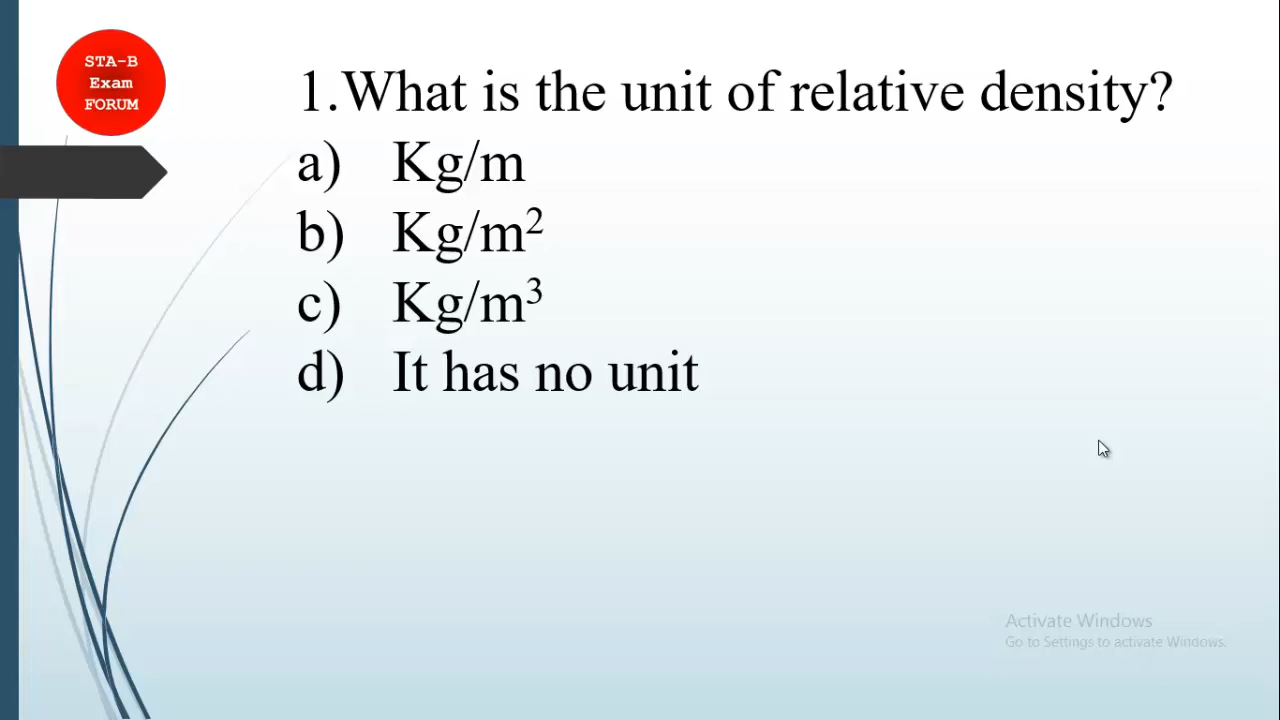 STA-B
Exam
FORUM
1.What is the unit of relative density?
a) Kg/m
b) Kg/m²
c) Kg/m³
d) It has no unit
Activate Windows
Go to Settings to activate Windows.